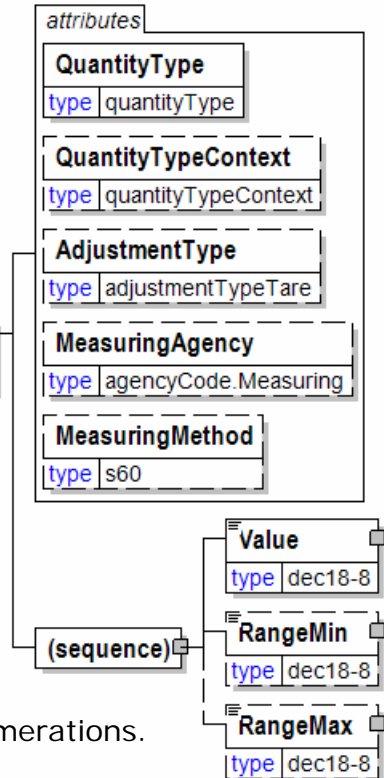 attributes
QuantityType
type quantityType
QuantityTypeContext
type quantityTypeContext
AdjustmentType
type adjustmentTypeTare
MeasuringAgency
type agencyCode.Measuring
MeasuringMethod
type s60
Value
type dec18-8
(sequence)
RangeMin
type dec18-8
RangeMax
type dec18-8
merations.